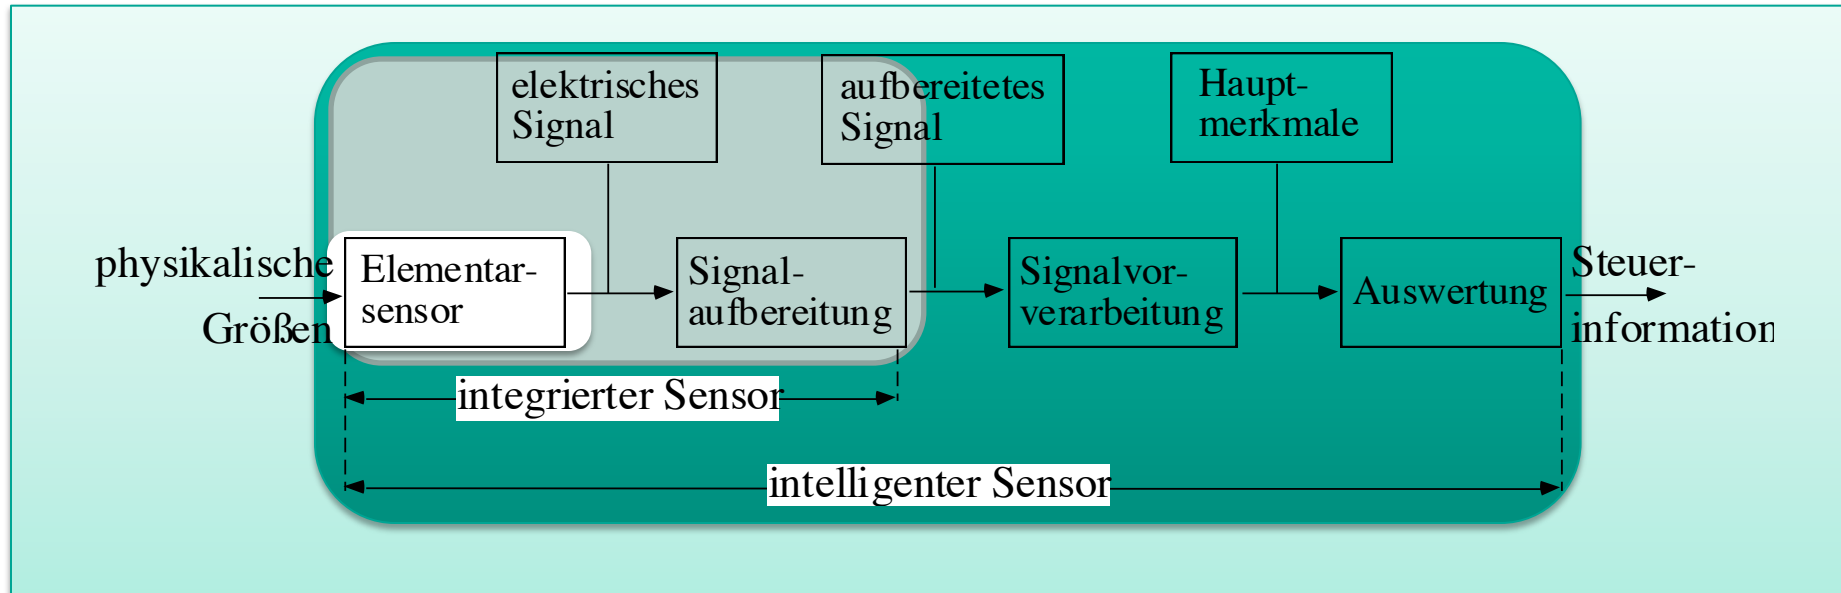 elektrisches
Signal
aufbereitetes
Signal
Haupt-
merkmale
physikalische
Größen
Elementar-
sensor
Signal-
aufbereitung
Signalvor-
verarbeitung
Auswertung
Steuer-
information
integrierter Sensor
intelligenter Sensor